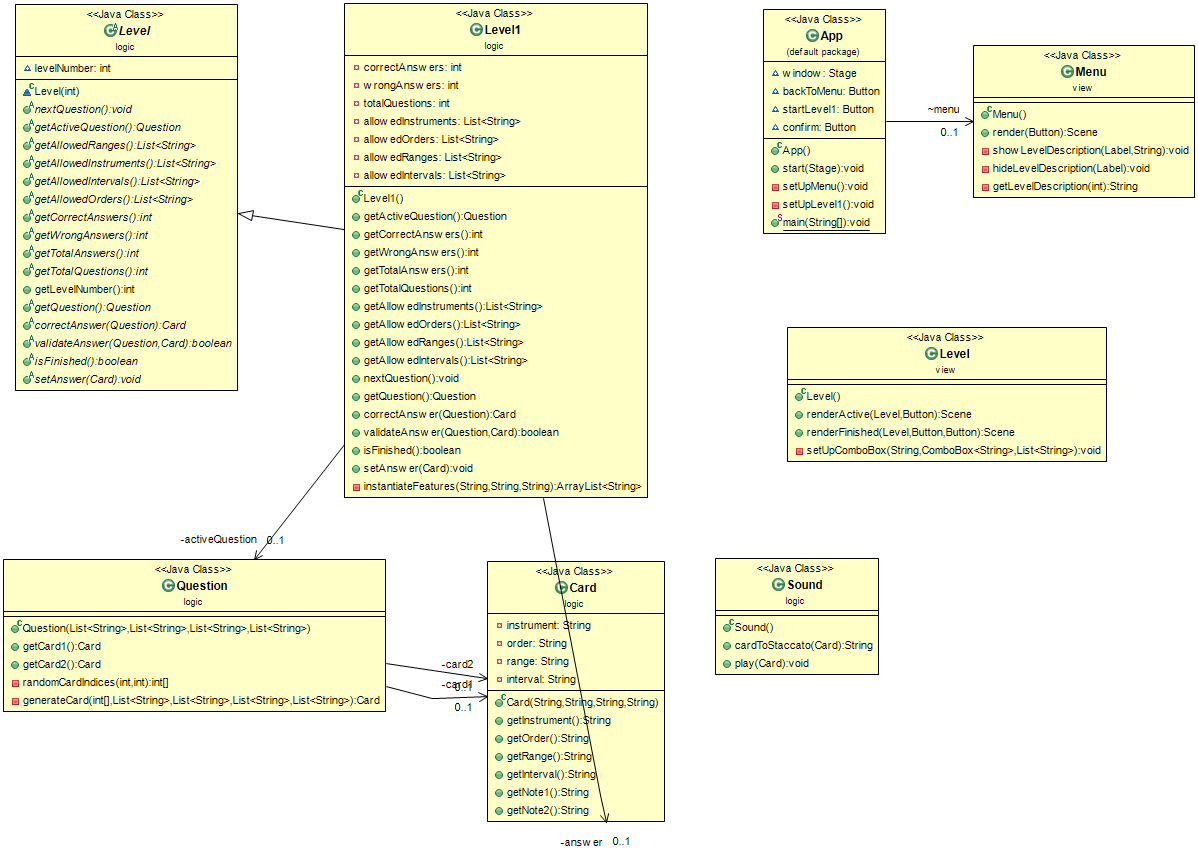 <<Java Class>>
Level
logic
levelNumber: int
Level(int)
nextQuestion():void
getActiveQuestion():Question
getAllowedRanges():List<String>
getAllowedInstruments():List<String>
getAllowedIntervals():List<String>
getAllowedOrders():List<String>
getCorrectAnswers():int
getWrongAnswers():int
getTotalAnswers():int
getTotalQuestions():int
getLevelNumber():int
getQuestion():Question
correctAnswer(Question):Card
validateAnswer(Question,Card):boolean
isFinished():boolean
setAnswer(Card):void
<<Java Class>>
Level1
logic
correctAnswers: int
wrongAnswers: int
totalQuestions: int
allowedInstruments: List<String>
allowedOrders: List<String>
allowedRanges: List<String>
allowedIntervals: List<String>
Level1()
getActiveQuestion():Question
getCorrectAnswers():int
getWrongAnswers():int
getTotalAnswers():int
getTotalQuestions():int
getAllowedInstruments():List<String>
getAllowedOrders():List<String>
getAllowedRanges():List<String>
getAllowedIntervals():List<String>
nextQuestion():void
getQuestion():Question
correctAnswer(Question):Card
validateAnswer(Question,Card):boolean
isFinished():boolean
setAnswer(Card):void
instantiateFeatures(String,String,String):ArrayList<String>
<<Java Class>>
App
(default package)
window: Stage
backToMenu: Button
startLevel1: Button
confirm: Button
App()
start(Stage):void
setUpMenu():void
setUpLevel1():void
main(String[]):void
~menu
0..1
<<Java Class>>
Menu
view
Menu()
render(Button):Scene
showLevelDescription(Label,String):void
hideLevelDescription(Label):void
getLevelDescription(int):String
<<Java Class>>
Level
view
Level()
renderActive(Level,Button):Scene
renderFinished(Level,Button,Button):Scene
setUpComboBox(String,ComboBox<String>,List<String>):void
-activeQuestion 0..1
<<Java Class>>
Question
logic
Question(List<String>,List<String>,List<String>,List<String>)
getCard1():Card
getCard2():Card
randomCardIndices(int,int):int[]
generateCard(int[],List<String>,List<String>,List<String>,List<String>):Card
-card2
0..1
-card1
0..1
<<Java Class>>
Card
logic
instrument: String
order: String
range: String
interval: String
Card(String,String,String,String)
getInstrument():String
getOrder():String
getRange():String
getInterval():String
getNote1():String
getNote2():String
-answer 0..1
<<Java Class>>
Sound
logic
Sound()
cardToStaccato(Card):String
play(Card):void